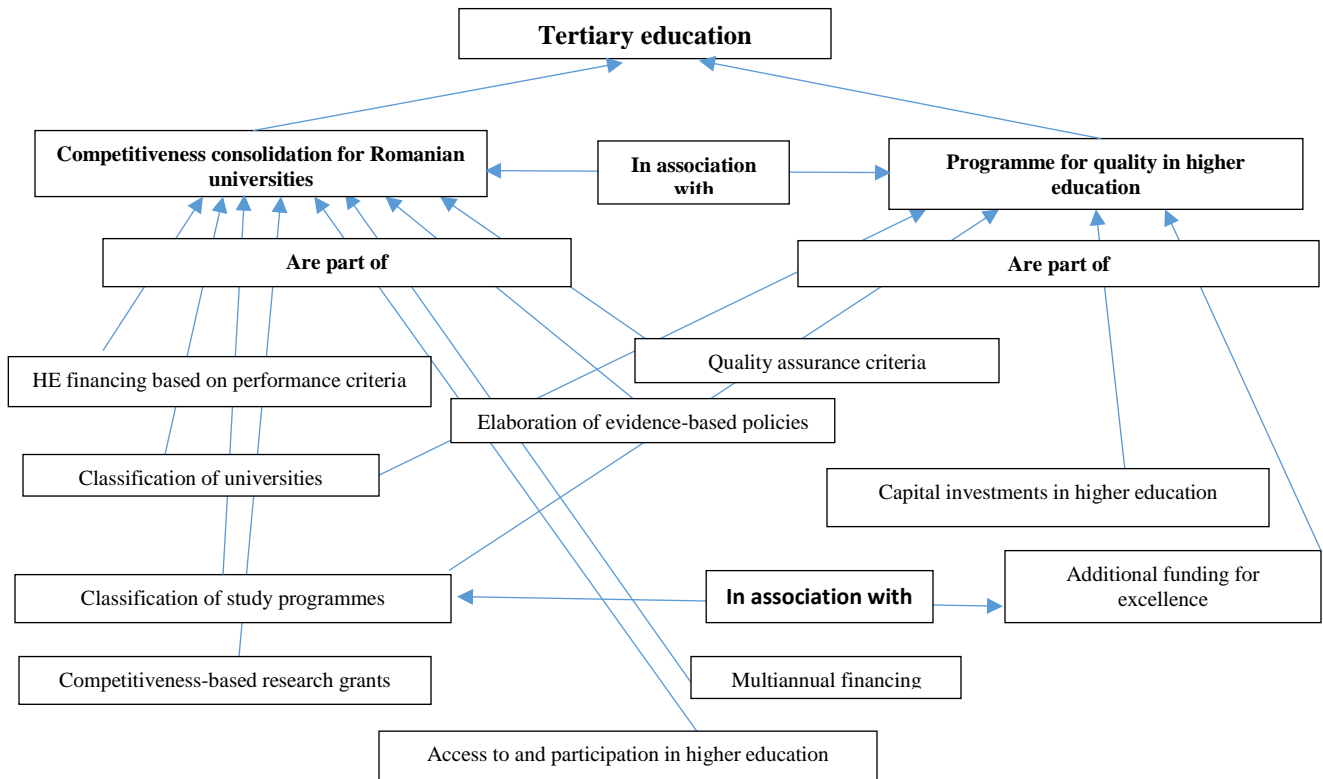 Tertiary education
Competitiveness consolidation for Romanian
universities
In association
with
Programme for quality in higher
education
Are part of
Are part of
HE financing based on performance criteria
Quality assurance criteria
Elaboration of evidence-based policies
Classification of universities
Capital investments in higher education
Classification of study programmes
In association with
Additional funding for
excellence
Competitiveness-based research grants
Multiannual financing
Access to and participation in higher education